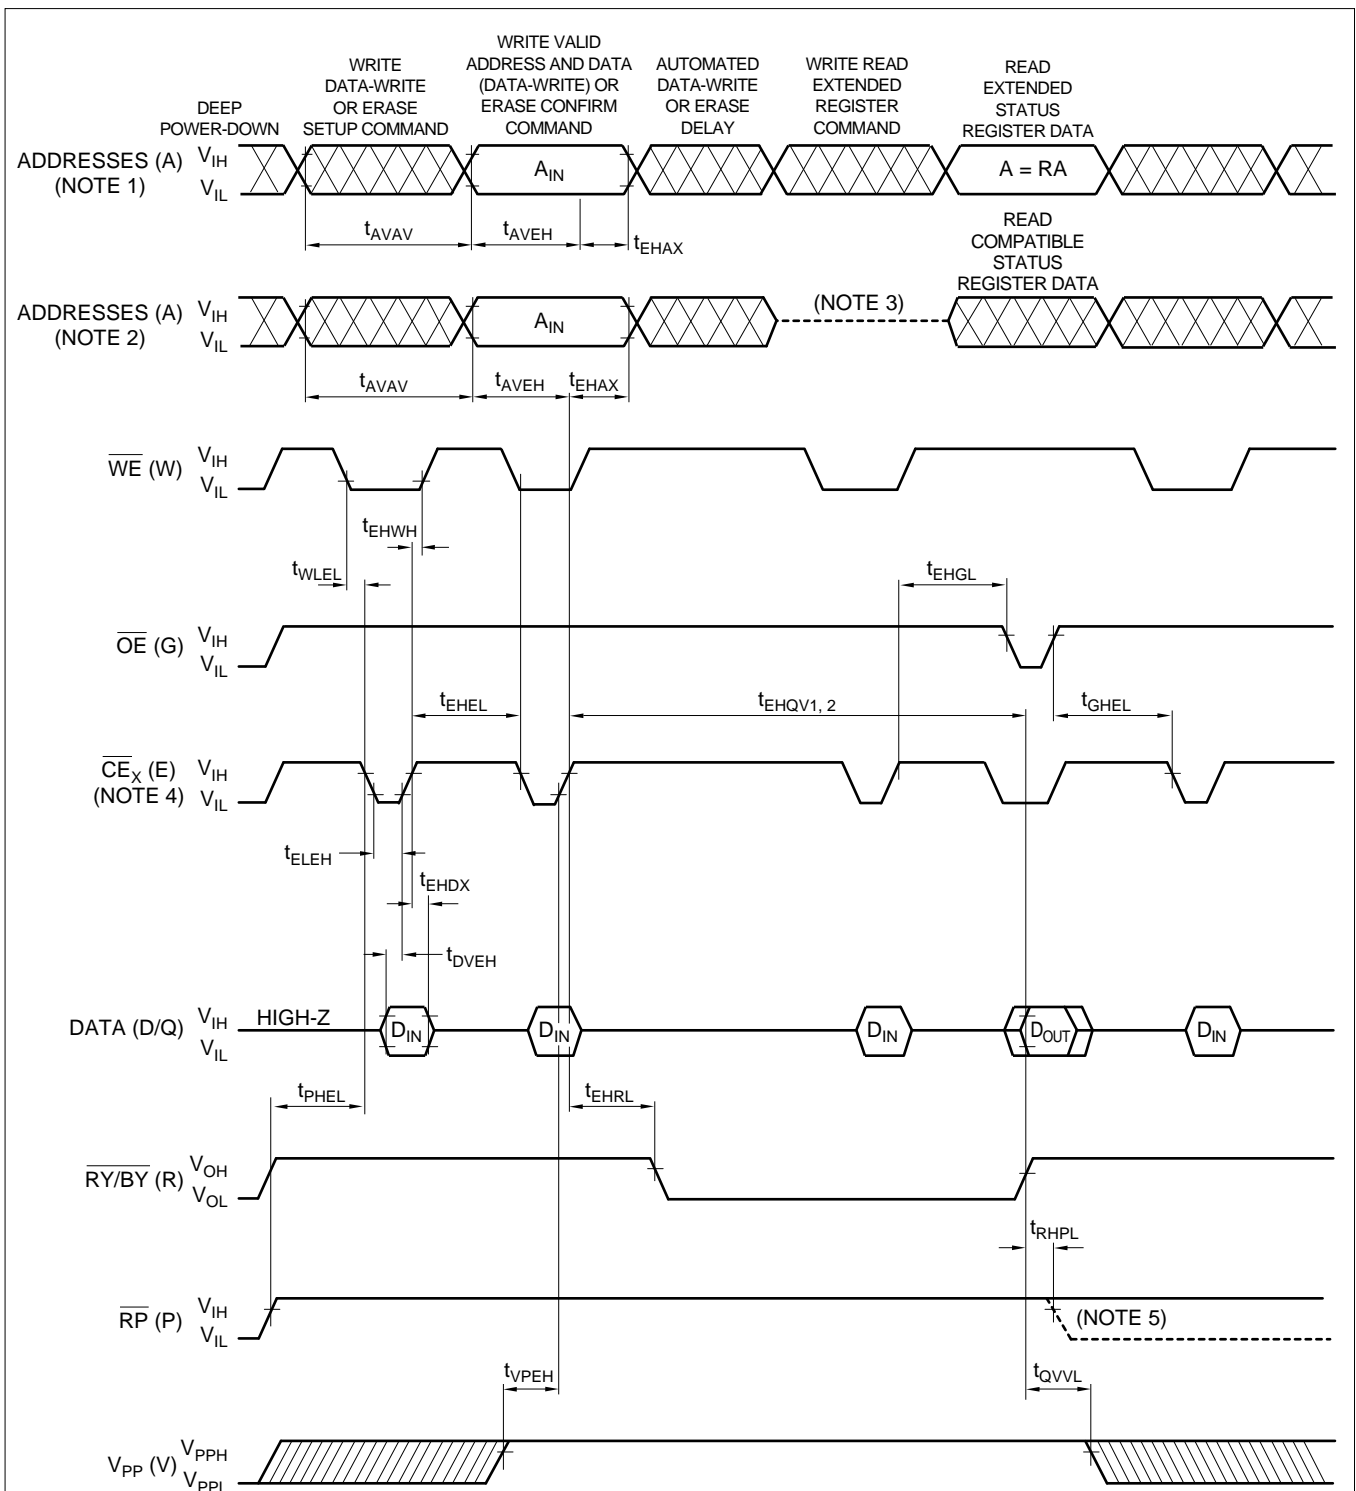 DEEP
POWER-DOWN
WRITE
DATA-WRITE
OR ERASE
SETUP COMMAND
WRITE VALID
ADDRESS AND DATA
(DATA-WRITE) OR
ERASE CONFIRM
COMMAND
AUTOMATED
DATA-WRITE
OR ERASE
DELAY
WRITE READ
EXTENDED
REGISTER
COMMAND
READ
EXTENDED
STATUS
REGISTER DATA
ADDRESSES (A)
(NOTE 1)
VIH
VIL
AIN
A = RA
tAVAV
tAVEH
tEHAX
READ
COMPATIBLE
STATUS
REGISTER DATA
ADDRESSES (A)
(NOTE 2)
VIH
VIL
AIN
(NOTE 3)
tAVAV
tAVEH
tEHAX
WE (W)
VIH
VIL
tEHWH
tWLEL
tEHGL
OE (G)
VIH
VIL
tEHEL
tEHQV1, 2
tGHEL
CEX (E)
(NOTE 4)
VIH
VIL
tELEH
tEHDX
tDVEH
DATA (D/Q)
VIH
VIL
HIGH-Z
DIN
DIN
DIN
DOUT
DIN
tPHEL
tEHRL
RY/BY (R)
VOH
VOL
tRHPL
RP (P)
VIH
VIL
(NOTE 5)
tVPEH
tQVVL
VPP (V)
VPPH
VPPL